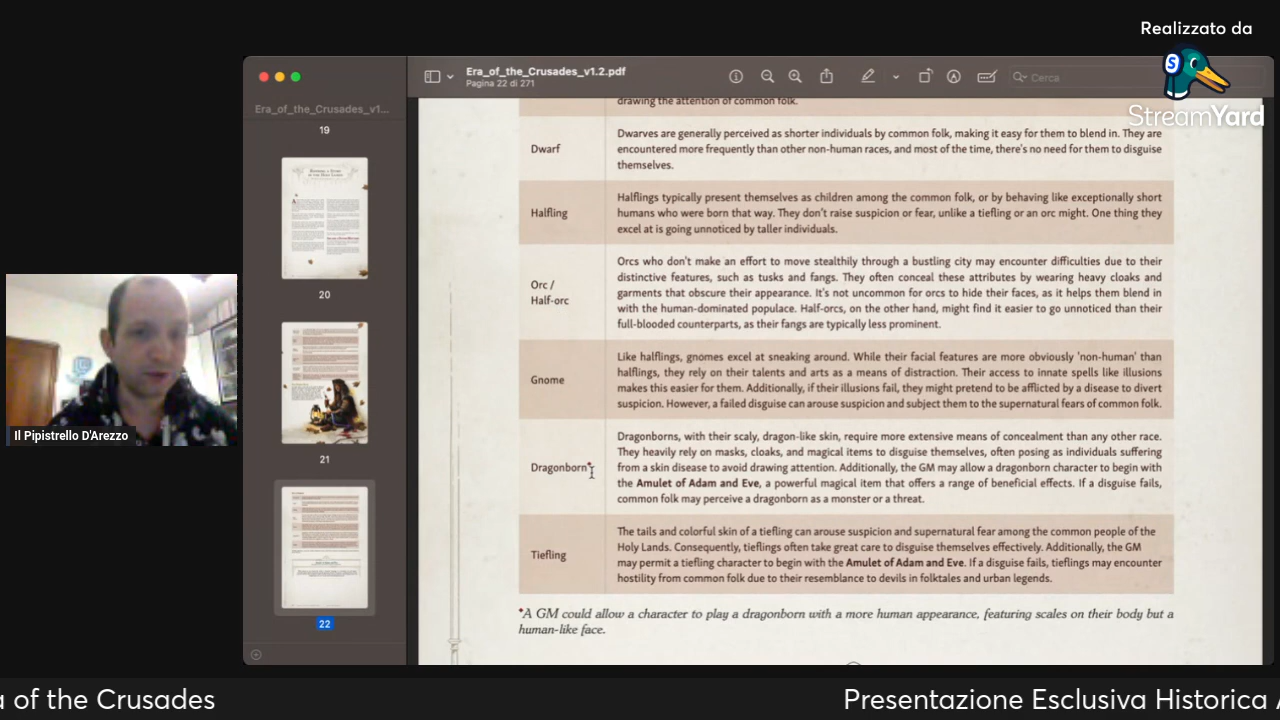 Realizzato da
StreamYard
Era_of_the_Crusades_v1.2.pdf
Pagina 22 di 271
Cerca
Era_of_the_Crusades_v1...
19
20
21
22
drawing the attention of common folk.
Dwarf
Dwarves are generally perceived as shorter individuals by common folk, making it easy for them to blend in. They are
encountered more frequently than other non-human races, and most of the time, there's no need for them to disguise
themselves.
Halfling
Halflings typically present themselves as children among the common folk, or by behaving like exceptionally short
humans who were born that way. They don't raise suspicion or fear, unlike a tiefling or an orc might. One thing they
excel at is going unnoticed by taller individuals.
Orc /
Half-orc
Orcs who don't make an effort to move stealthily through a bustling city may encounter difficulties due to their
distinctive features, such as tusks and fangs. They often conceal these attributes by wearing heavy cloaks and
garments that obscure their appearance. It's not uncommon for orcs to hide their faces, as it helps them blend in
with the human-dominated populace. Half-orcs, on the other hand, might find it easier to go unnoticed than their
full-blooded counterparts, as their fangs are typically less prominent.
Gnome
Like halflings, gnomes excel at sneaking around. While their facial features are more obviously 'non-human' than
halflings, they rely on their talents and arts as a means of distraction. Their access to innate spells like illusions
makes this easier for them. Additionally, if their illusions fail, they might pretend to be afflicted by a disease to divert
suspicion. However, a failed disguise can arouse suspicion and subject them to the supernatural fears of common folk.
Dragonborn*
Dragonborns, with their scaly, dragon-like skin, require more extensive means of concealment than any other race.
They heavily rely on masks, cloaks, and magical items to disguise themselves, often posing as individuals suffering
from a skin disease to avoid drawing attention. Additionally, the GM may allow a dragonborn character to begin with
the Amulet of Adam and Eve, a powerful magical item that offers a range of beneficial effects. If a disguise fails,
common folk may perceive a dragonborn as a monster or a threat.
Tiefling
The tails and colorful skin of a tiefling can arouse suspicion and supernatural fear among the common people of the
Holy Lands. Consequently, tieflings often take great care to disguise themselves effectively. Additionally, the GM
may permit a tiefling character to begin with the Amulet of Adam and Eve. If a disguise fails, tieflings may encounter
hostility from common folk due to their resemblance to devils in folktales and urban legends.
*A GM could allow a character to play a dragonborn with a more human appearance, featuring scales on their body but a
human-like face.
Il Pipistrello D'Arezzo
a of the Crusades
Presentazione Esclusiva Historica